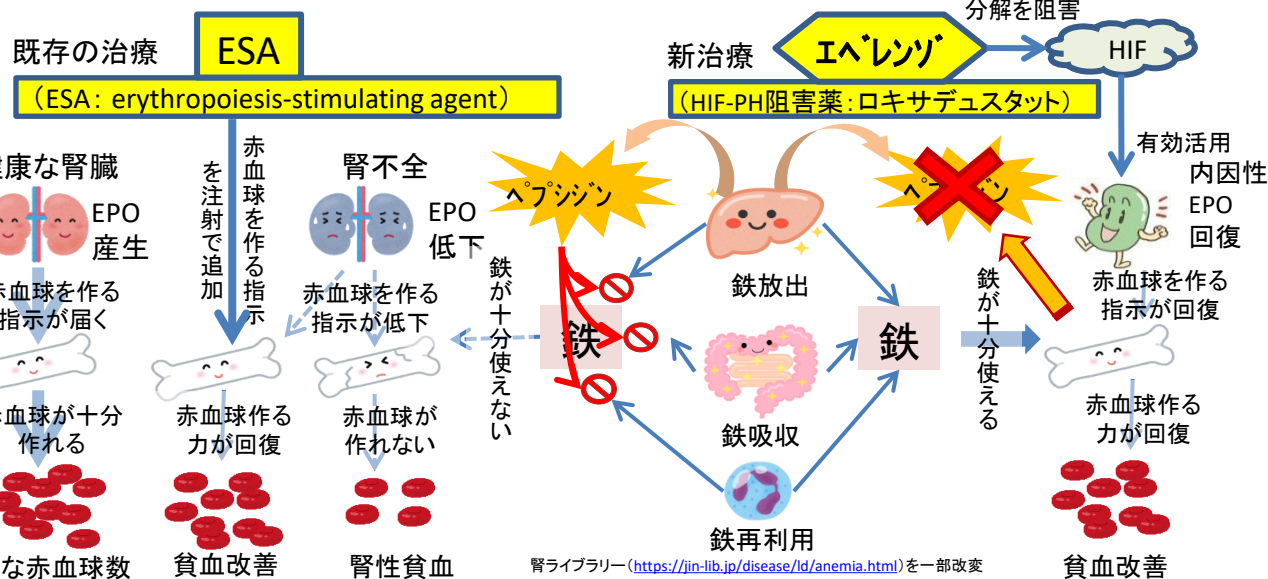 既存の治療
ESA
(ESA: erythropoiesis-stimulating agent)
新治療
エベレンゾ
(HIF-PH阻害薬:ロキサデュスタット)
分解を阻害
HIF
康な腎臓
EPO
産生
赤血球を作る
指示が届く
赤血球が十分
作れる
な赤血球数
赤血球を作る指示
を注射で追加
赤血球作る
力が回復
貧血改善
腎不全
EPO
低下
赤血球を作る
指示が低下
赤血球が
作れない
腎性貧血
鉄が十分使えない
ヘプシジン
鉄
鉄放出
鉄吸収
鉄再利用
鉄
鉄が十分使える
有効活用
内因性
EPO
回復
赤血球を作る
指示が回復
赤血球作る
力が回復
貧血改善
腎ライブラリー(https://jin-lib.jp/disease/ld/anemia.html)を一部改変